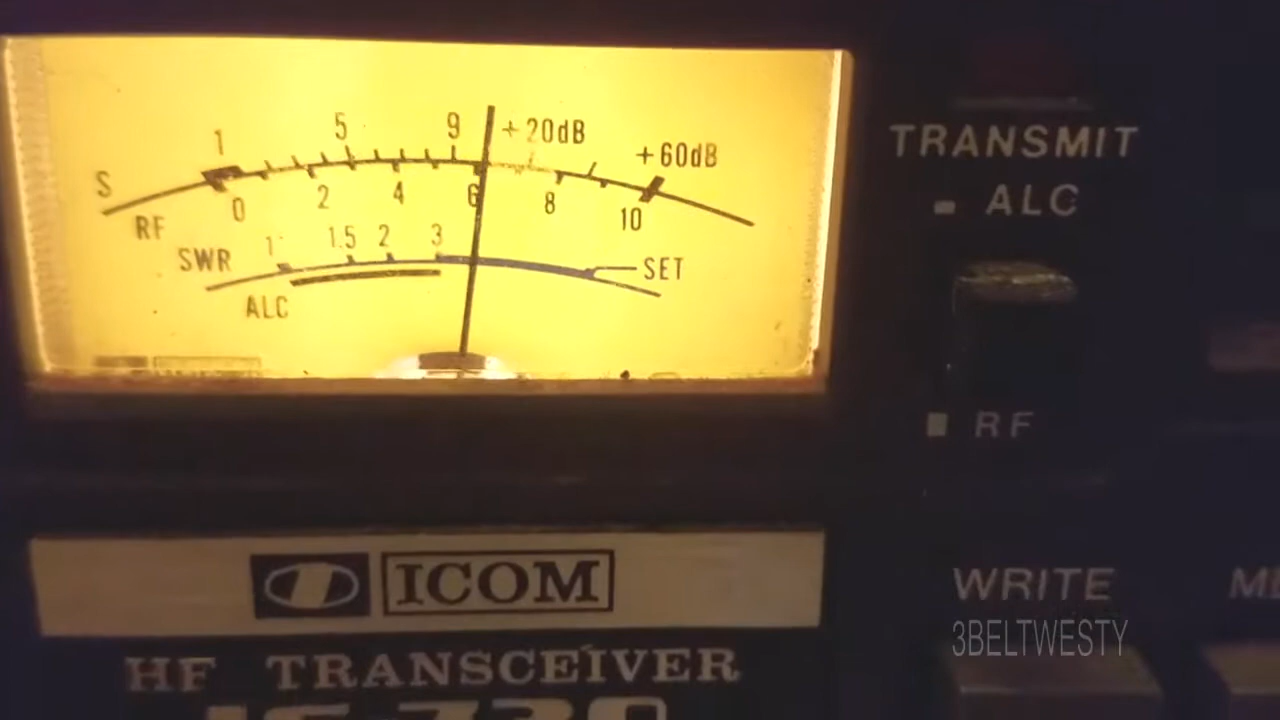 1 5 9 +20dB +60dB
S
0 2 4 6 8 10
RF
SWR 1 1.5 2 3 SET
ALC
TRANSMIT
ALC
RF
ICOM
HF TRANSCEIVER
WRITE
3BELTWESTY